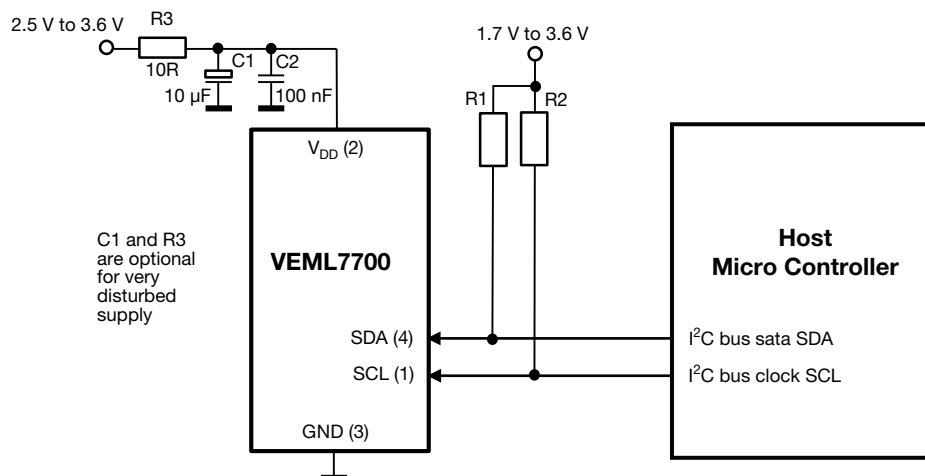 2.5 V to 3.6 V
R3
10R
C1
10 µF
C2
100 nF
1.7 V to 3.6 V
R1
R2
V_DD (2)
C1 and R3
are optional
for very
disturbed
supply
VEML7700
SDA (4)
SCL (1)
GND (3)
Host
Micro Controller
I²C bus sata SDA
I²C bus clock SCL